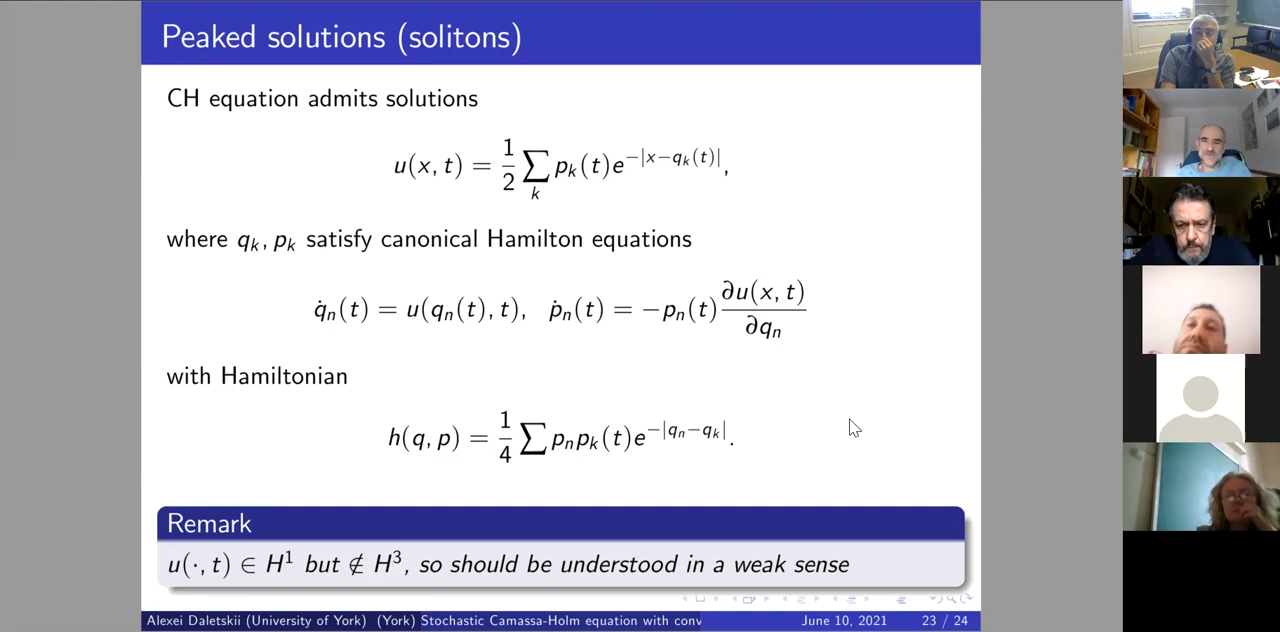 Peaked solutions (solitons)
CH equation admits solutions
u(x, t) = 1/2 ∑_k p_k(t)e^{−|x−q_k(t)|},
where q_k, p_k satisfy canonical Hamilton equations
q̇_n(t) = u(q_n(t), t), ṗ_n(t) = −p_n(t) ∂u(x, t)/∂q_n
with Hamiltonian
h(q, p) = 1/4 ∑ p_n p_k(t)e^{−|q_n−q_k|}.
Remark
u(·, t) ∈ H^1 but ∉ H^3, so should be understood in a weak sense
Alexei Daletskii (University of York) (York) Stochastic Camassa-Holm equation with conv June 10, 2021 23 / 24